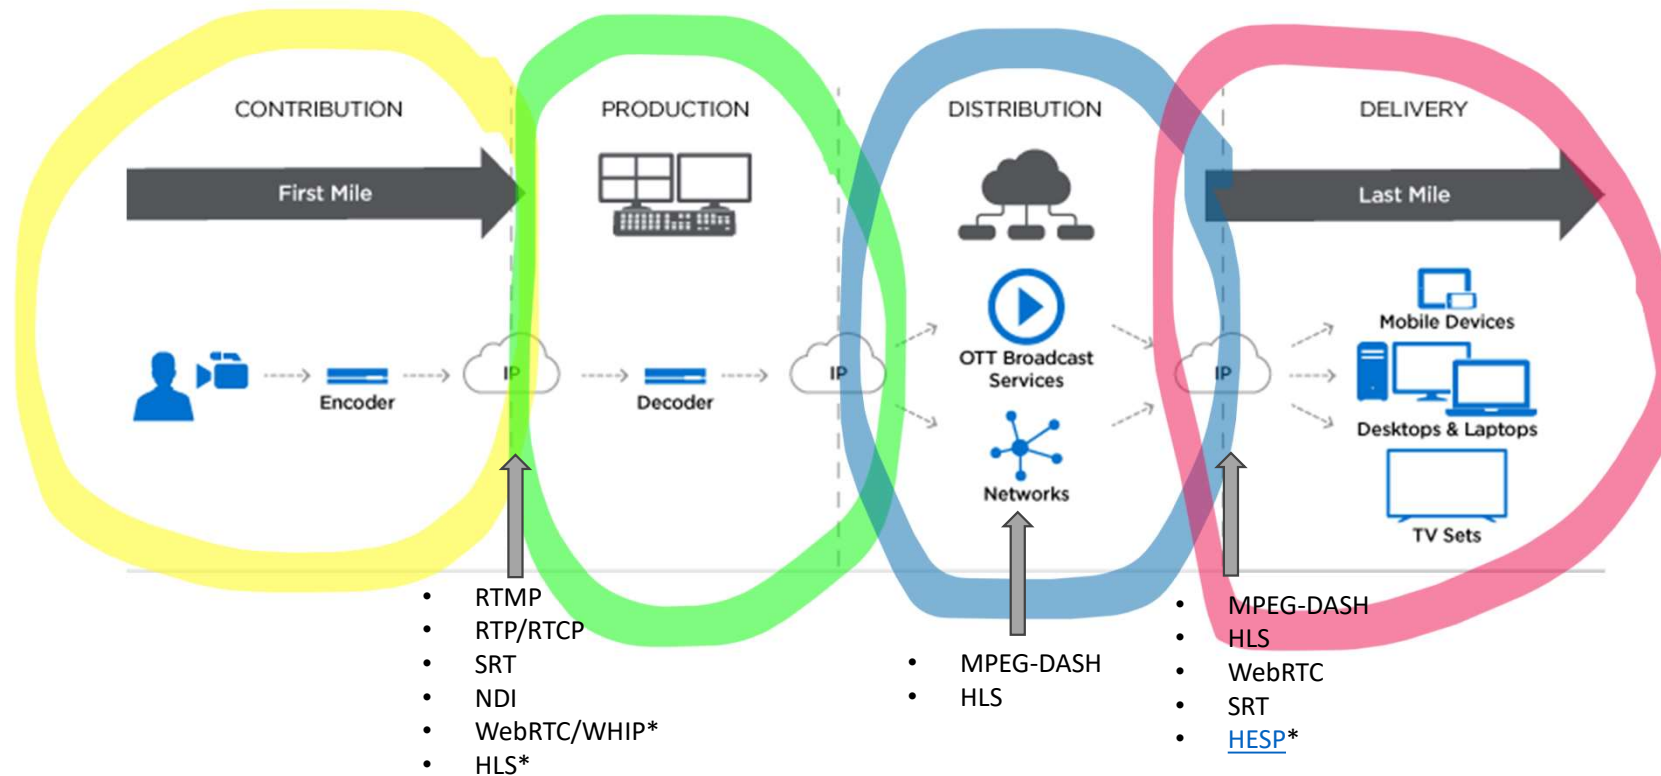 CONTRIBUTION
PRODUCTION
DISTRIBUTION
DELIVERY
First Mile
Last Mile
Mobile Devices
OTT Broadcast
Services
IP
IP
IP
Encoder
Decoder
Desktops & Laptops
Networks
TV Sets
• RTMP
• RTP/RTCP
• SRT
• NDI
• WebRTC/WHIP*
• HLS*
• MPEG-DASH
• HLS
• MPEG-DASH
• HLS
• WebRTC
• SRT
• HESP*